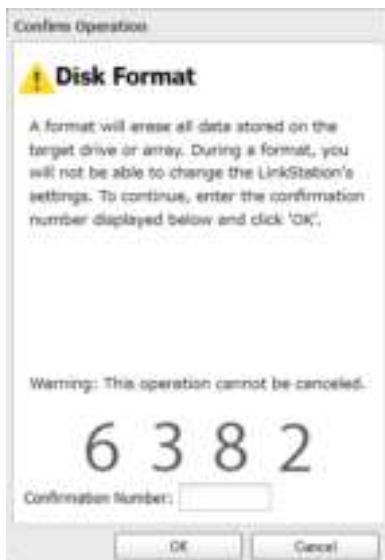 Confirm Operation
Disk Format
A format will erase all data stored on the
target drive or array. During a format, you
will not be able to change the LinkStation's
settings. To continue, enter the confirmation
number displayed below and click 'OK'.
Warning: This operation cannot be canceled.
6 3 8 2
Confirmation Number:
OK Cancel